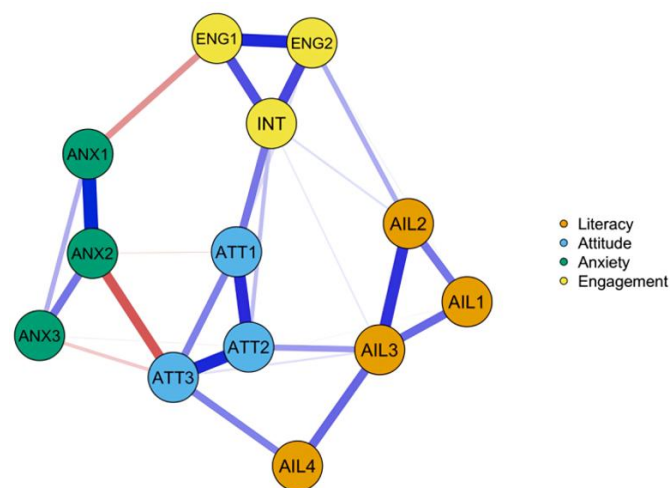 ENG1
ENG2
INT
ANX1
AIL2
ANX2
ATT1
AIL1
ANX3
ATT2
AIL3
ATT3
AIL4
Literacy
Attitude
Anxiety
Engagement